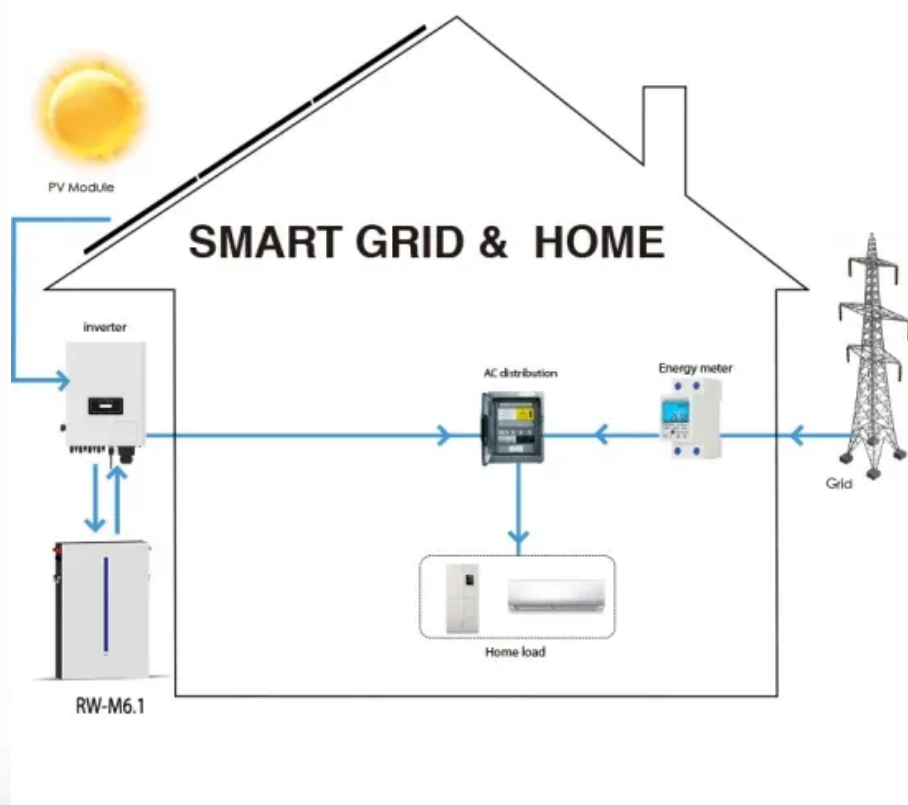 PV Module
SMART GRID & HOME
inverter
AC distribution
Energy meter
Grid
Home load
RW-M6.1